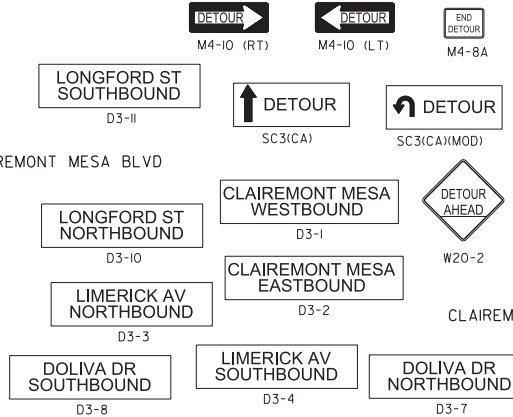 DETOUR
M4-10 (RT)
DETOUR
M4-10 (LT)
END
DETOUR
M4-8A
LONGFORD ST
SOUTHBOUND
D3-11
DETOUR
SC3(CA)
DETOUR
SC3(CA)(MOD)
REMONT MESA BLVD
LONGFORD ST
NORTHBOUND
D3-10
CLAIREMONT MESA
WESTBOUND
D3-1
DETOUR
AHEAD
W20-2
CLAIREMONT MESA
EASTBOUND
D3-2
LIMERICK AV
NORTHBOUND
D3-3
CLAIREM
DOLIVA DR
SOUTHBOUND
D3-8
LIMERICK AV
SOUTHBOUND
D3-4
DOLIVA DR
NORTHBOUND
D3-7